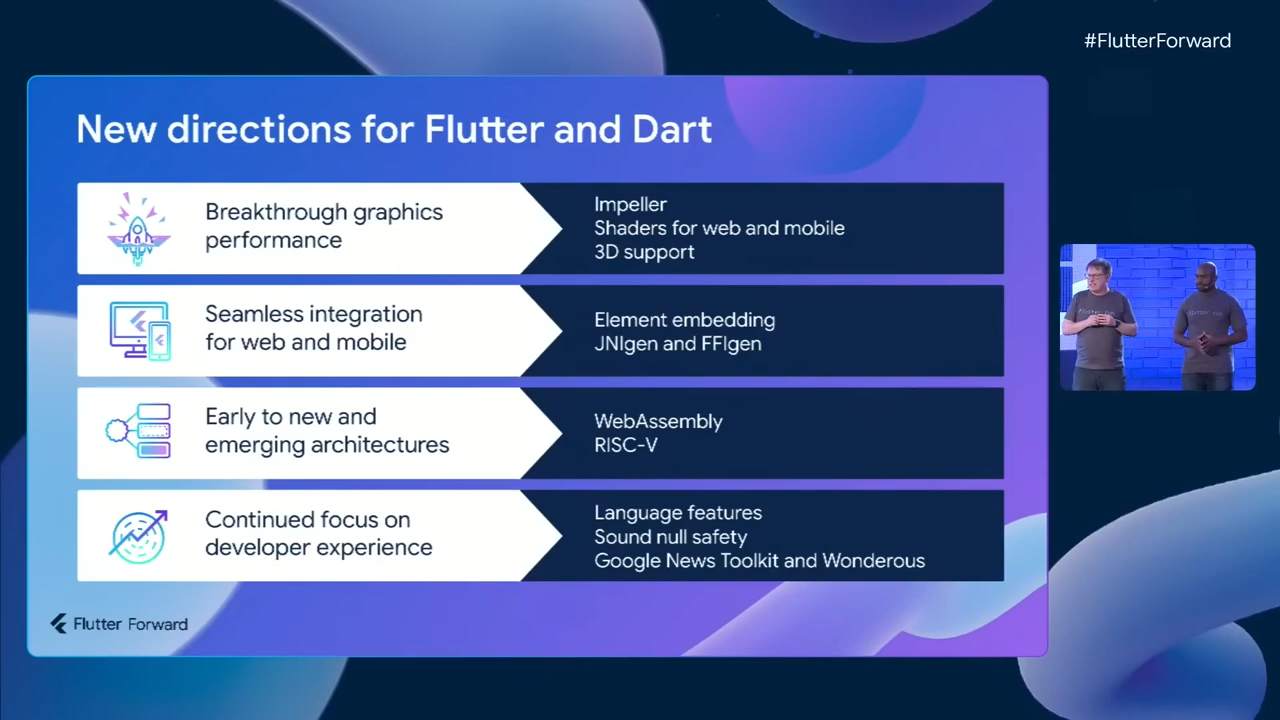 #FlutterForward
New directions for Flutter and Dart
Breakthrough graphics
performance
Impeller
Shaders for web and mobile
3D support
Seamless integration
for web and mobile
Element embedding
JNIgen and FFIgen
Early to new and
emerging architectures
WebAssembly
RISC-V
Continued focus on
developer experience
Language features
Sound null safety
Google News Toolkit and Wonderous
Flutter Forward